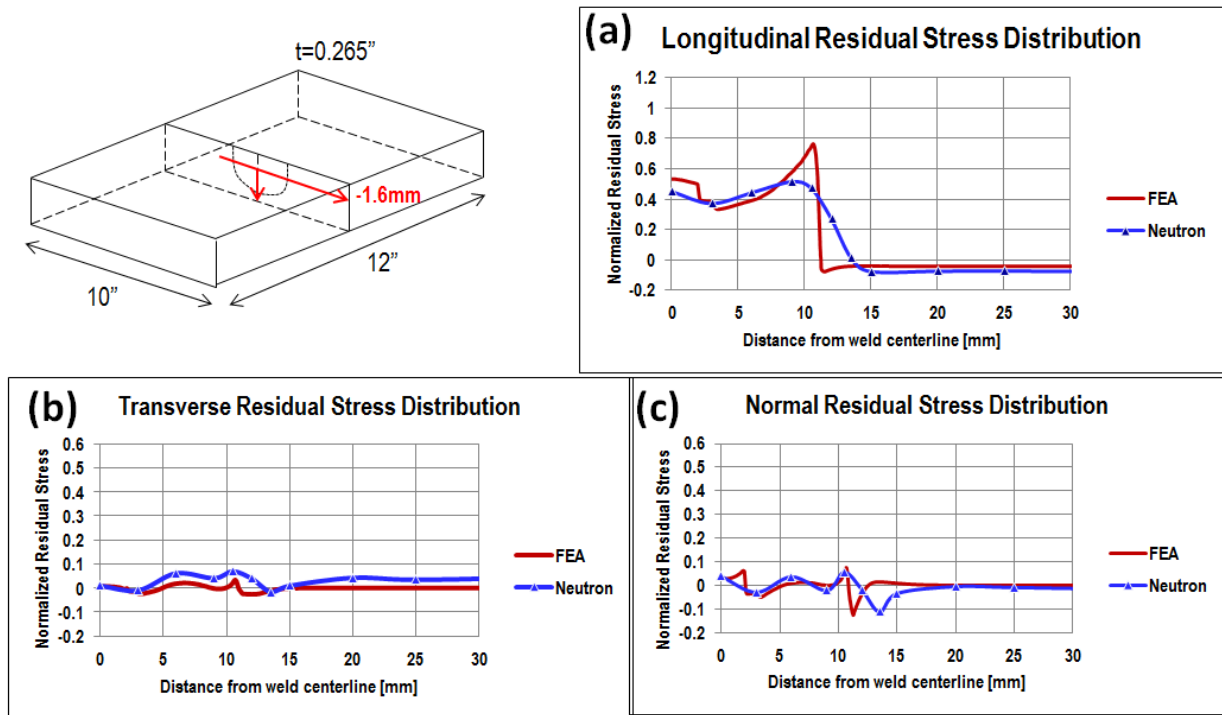 t=0.265”
-1.6mm
12”
10”
(a) Longitudinal Residual Stress Distribution
Normalized Residual Stress
1.2
1
0.8
0.6
0.4
0.2
0
-0.2
0 5 10 15 20 25 30
Distance from weld centerline [mm]
FEA
Neutron
(b) Transverse Residual Stress Distribution
Normalized Residual Stress
0.6
0.5
0.4
0.3
0.2
0.1
0
-0.1
-0.2
0 5 10 15 20 25 30
Distance from weld centerline [mm]
FEA
Neutron
(c) Normal Residual Stress Distribution
Normalized Residual Stress
0.6
0.5
0.4
0.3
0.2
0.1
0
-0.1
-0.2
0 5 10 15 20 25 30
Distance from weld centerline [mm]
FEA
Neutron